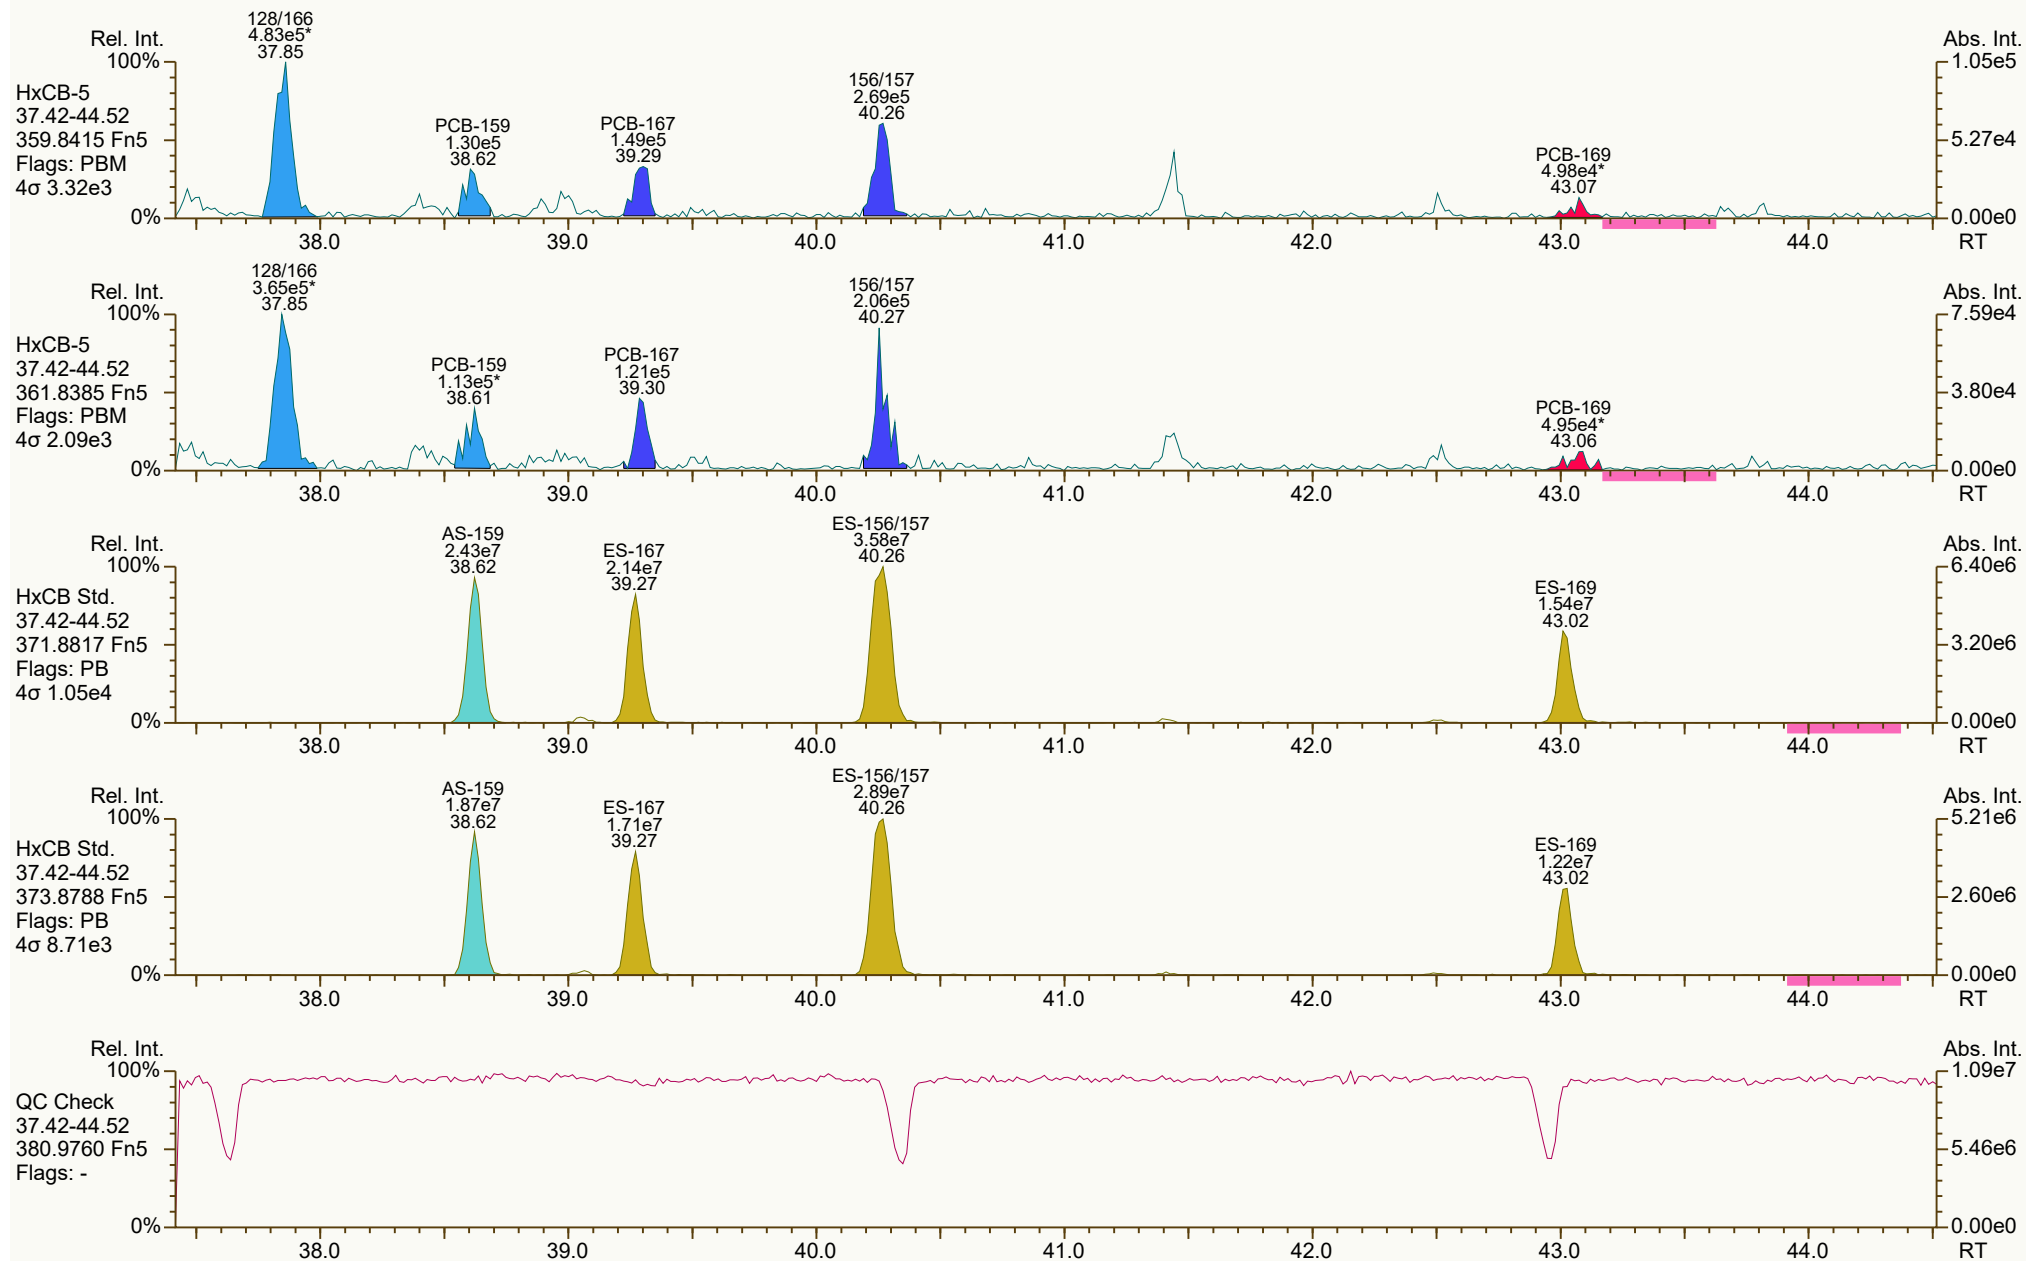 128/166
4.83e5*
37.85
Rel. Int.
100%
HxCB-5
37.42-44.52
359.8415 Fn5
Flags: PBM
4σ 3.32e3
0%
PCB-159
1.30e5
38.62
PCB-167
1.49e5
39.29
156/157
2.69e5
40.26
PCB-169
4.98e4*
43.07
Abs. Int.
1.05e5
5.27e4
0.00e0
38.0 39.0 40.0 41.0 42.0 43.0 44.0 RT
128/166
3.65e5*
37.85
Rel. Int.
100%
HxCB-5
37.42-44.52
361.8385 Fn5
Flags: PBM
4σ 2.09e3
0%
PCB-159
1.13e5*
38.61
PCB-167
1.21e5
39.30
156/157
2.06e5
40.27
PCB-169
4.95e4*
43.06
Abs. Int.
7.59e4
3.80e4
0.00e0
38.0 39.0 40.0 41.0 42.0 43.0 44.0 RT
Rel. Int.
100%
HxCB Std.
37.42-44.52
371.8817 Fn5
Flags: PB
4σ 1.05e4
0%
AS-159
2.43e7
38.62
ES-167
2.14e7
39.27
ES-156/157
3.58e7
40.26
ES-169
1.54e7
43.02
Abs. Int.
6.40e6
3.20e6
0.00e0
38.0 39.0 40.0 41.0 42.0 43.0 44.0 RT
Rel. Int.
100%
HxCB Std.
37.42-44.52
373.8788 Fn5
Flags: PB
4σ 8.71e3
0%
AS-159
1.87e7
38.62
ES-167
1.71e7
39.27
ES-156/157
2.89e7
40.26
ES-169
1.22e7
43.02
Abs. Int.
5.21e6
2.60e6
0.00e0
38.0 39.0 40.0 41.0 42.0 43.0 44.0 RT
Rel. Int.
100%
QC Check
37.42-44.52
380.9760 Fn5
Flags: -
0%
Abs. Int.
1.09e7
5.46e6
0.00e0
38.0 39.0 40.0 41.0 42.0 43.0 44.0 RT